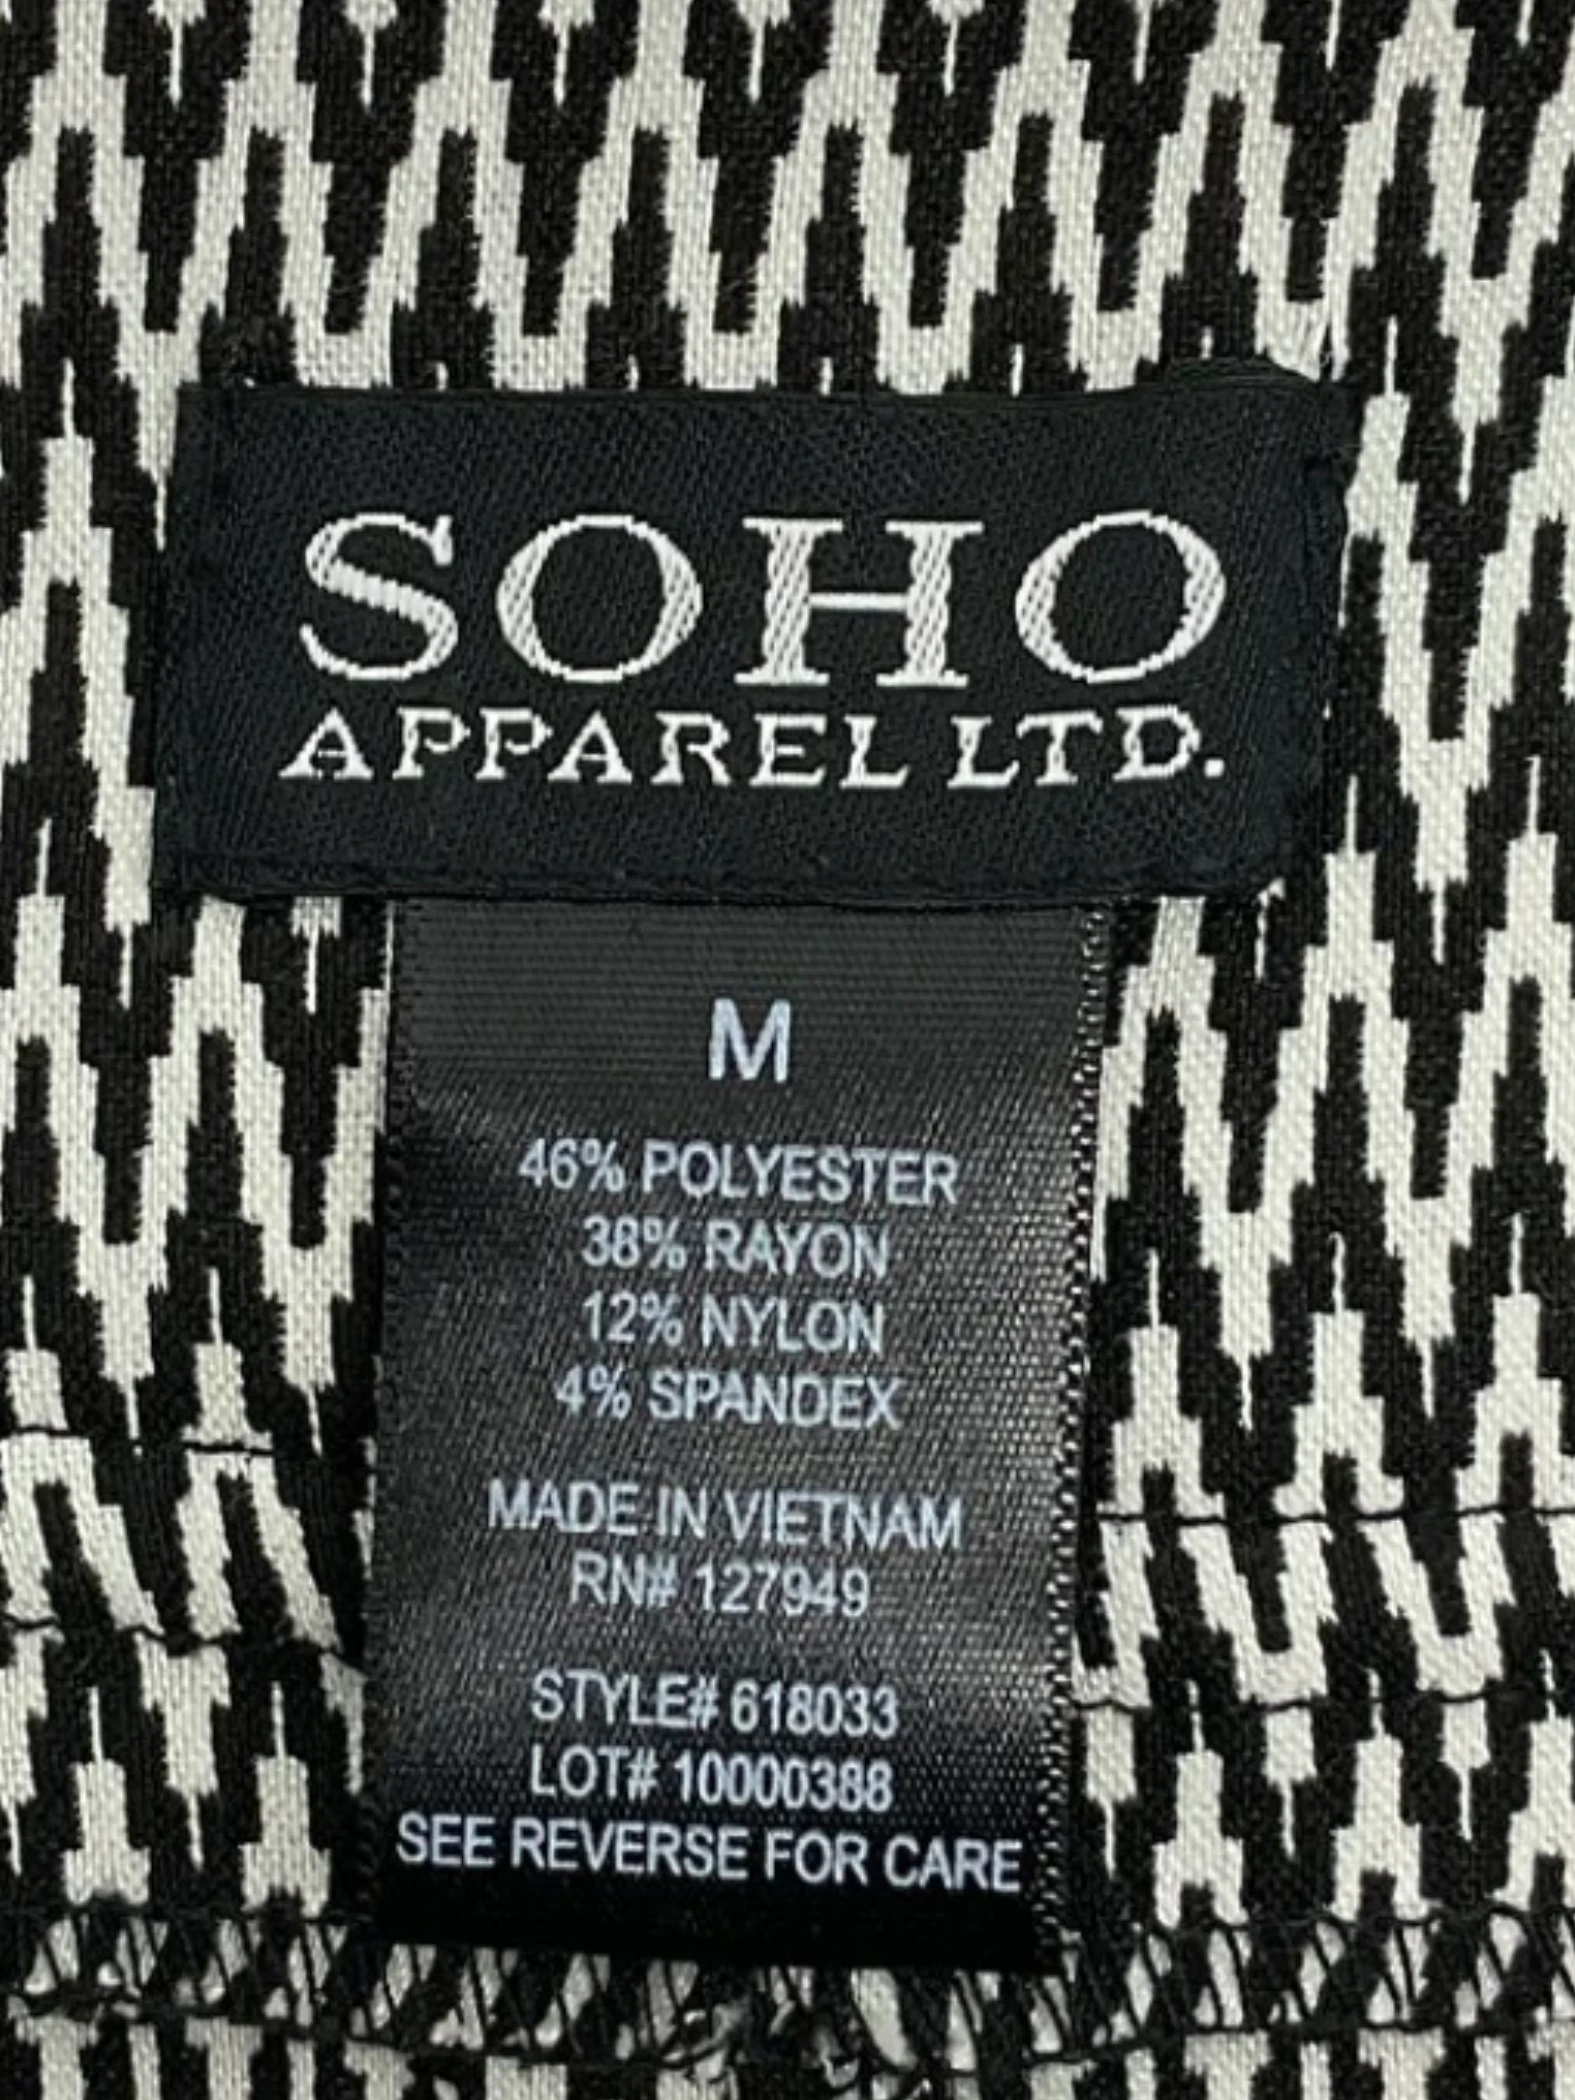 SOHO
APPAREL LTD.
M
46% POLYESTER
38% RAYON
12% NYLON
4% SPANDEX
MADE IN VIETNAM
RN# 127949
STYLE# 618033
LOT# 10000388
SEE REVERSE FOR CARE